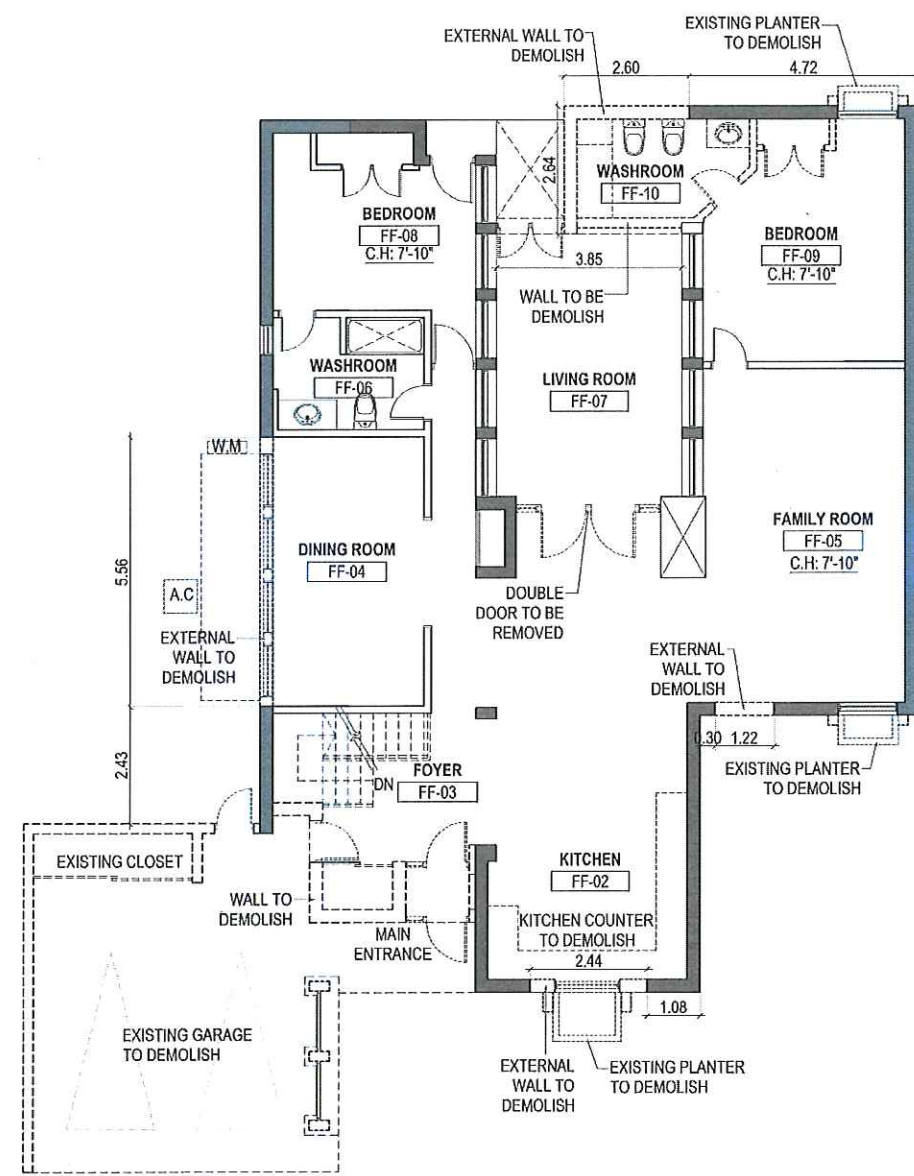 EXTERNAL WALL TO
DEMOLISH
EXISTING PLANTER
TO DEMOLISH
2.60
4.72
2.64
WASHROOM
FF-10
BEDROOM
FF-08
C.H: 7'-10"
BEDROOM
FF-09
C.H: 7'-10"
3.85
WALL TO BE
DEMOLISH
WASHROOM
FF-06
LIVING ROOM
FF-07
W.M
5.56
DINING ROOM
FF-04
A.C
FAMILY ROOM
FF-05
C.H: 7'-10"
DOUBLE
DOOR TO BE
REMOVED
EXTERNAL
WALL TO
DEMOLISH
EXTERNAL
WALL TO
DEMOLISH
2.43
0.30
1.22
EXISTING PLANTER
TO DEMOLISH
FOYER
FF-03
DN
EXISTING CLOSET
KITCHEN
FF-02
WALL TO
DEMOLISH
MAIN
ENTRANCE
KITCHEN COUNTER
TO DEMOLISH
2.44
1.08
EXISTING GARAGE
TO DEMOLISH
EXTERNAL
WALL TO
DEMOLISH
EXISTING PLANTER
TO DEMOLISH